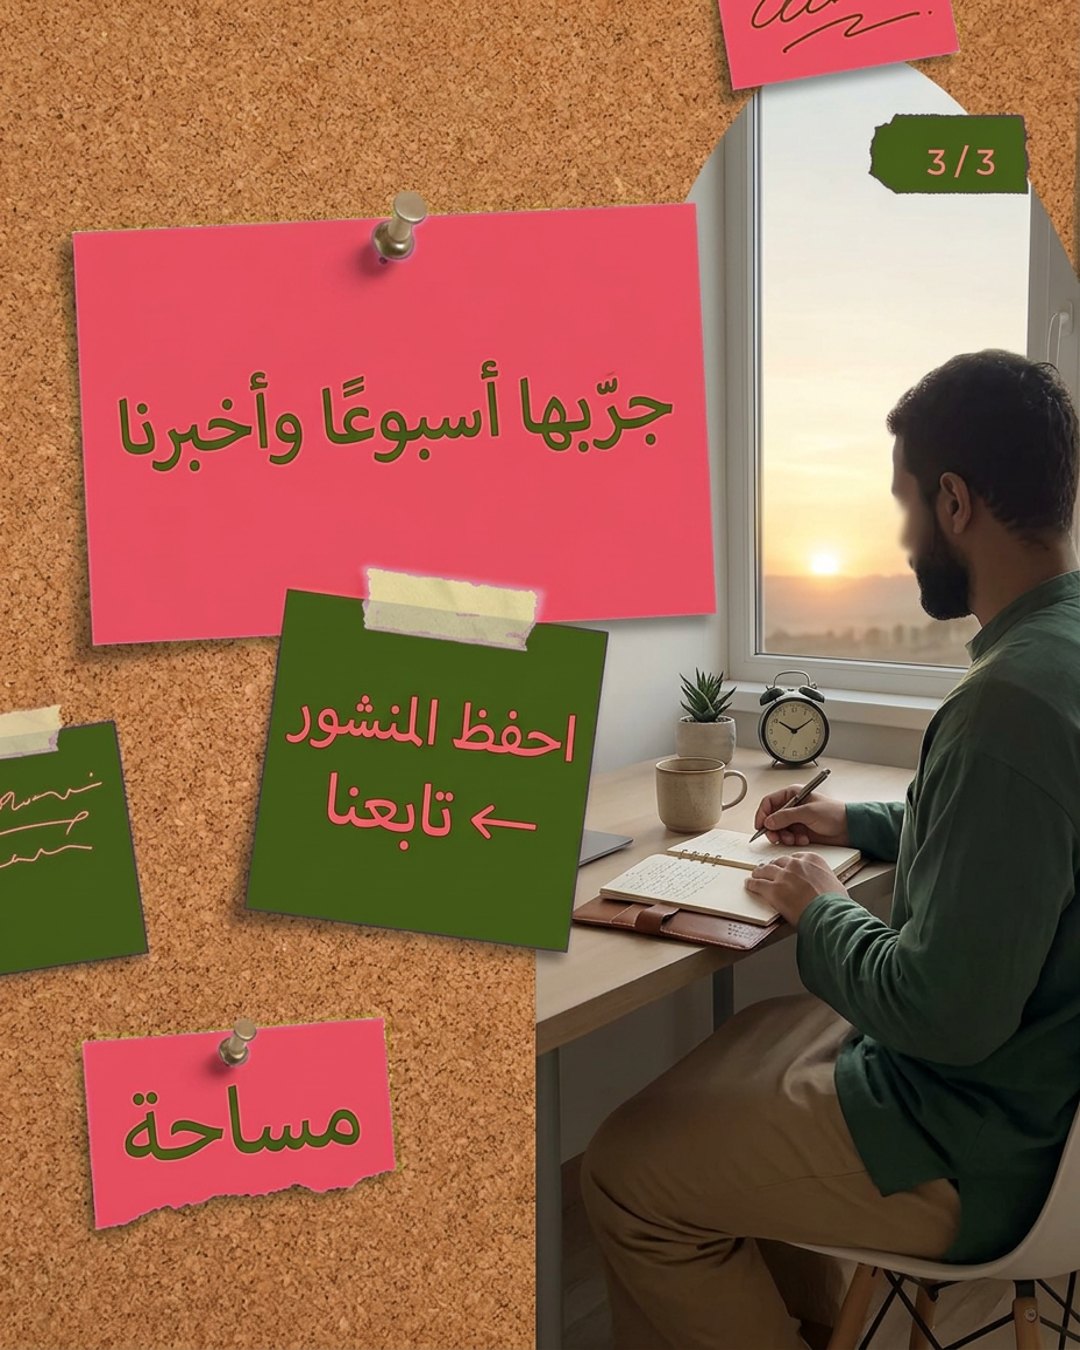 3/3
جرّبها أسبوعًا وأخبرنا
احفظ المنشور
← تابعنا
مساحة